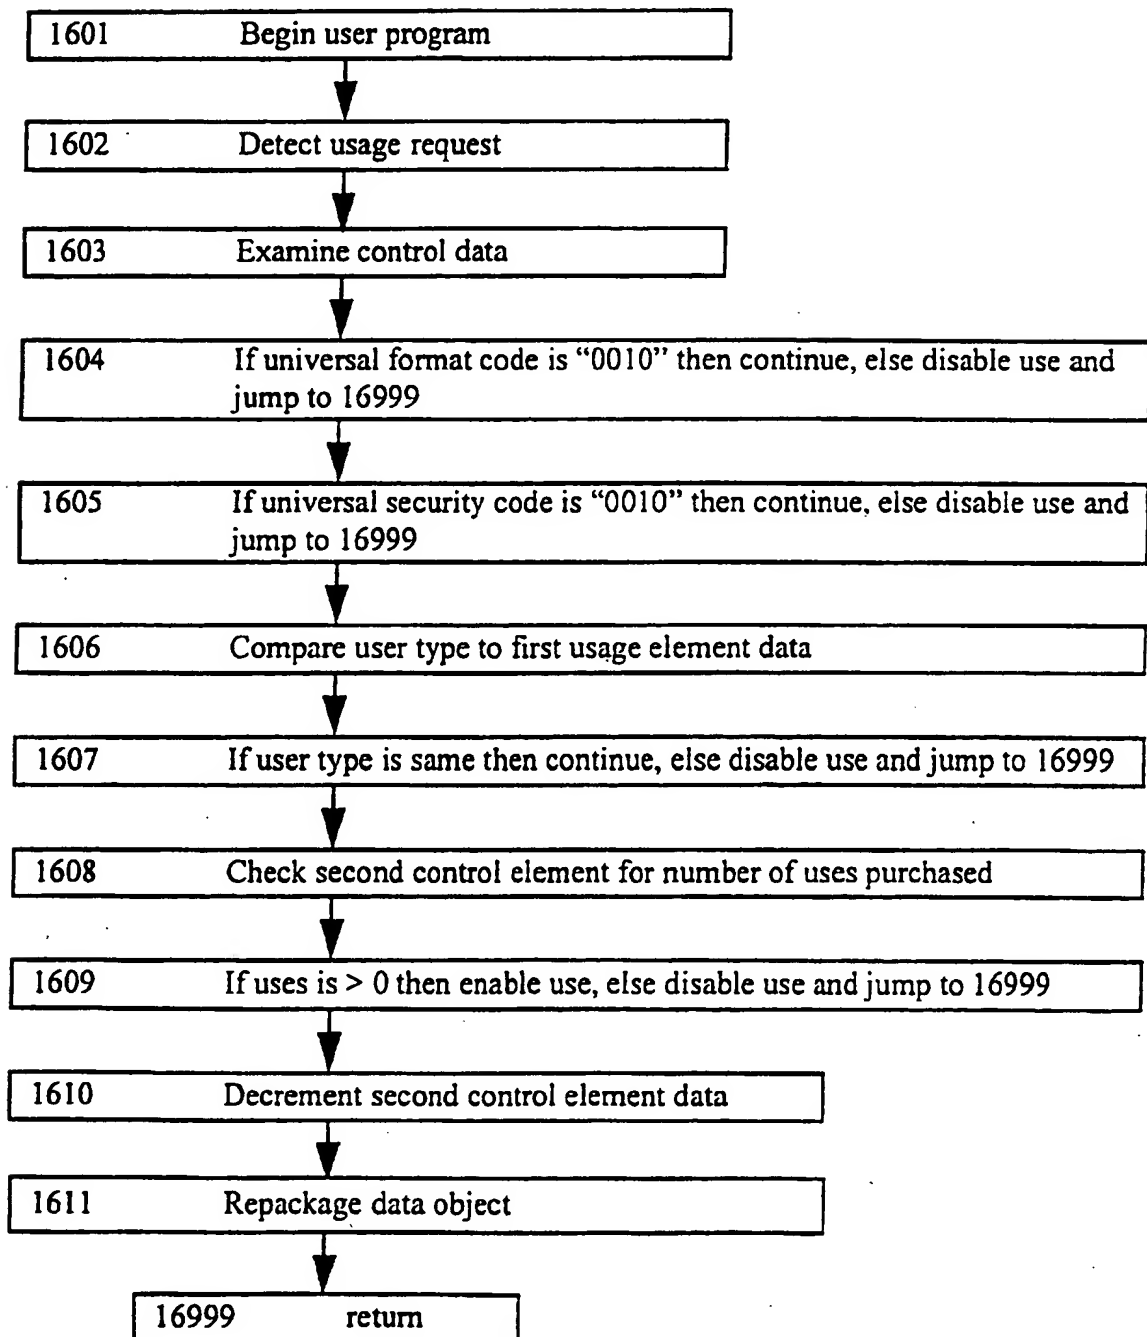 1601 Begin user program
1602 Detect usage request
1603 Examine control data
1604 If universal format code is “0010” then continue, else disable use and
jump to 16999
1605 If universal security code is “0010” then continue, else disable use and
jump to 16999
1606 Compare user type to first usage element data
1607 If user type is same then continue, else disable use and jump to 16999
1608 Check second control element for number of uses purchased
1609 If uses is > 0 then enable use, else disable use and jump to 16999
1610 Decrement second control element data
1611 Repackage data object
16999 return